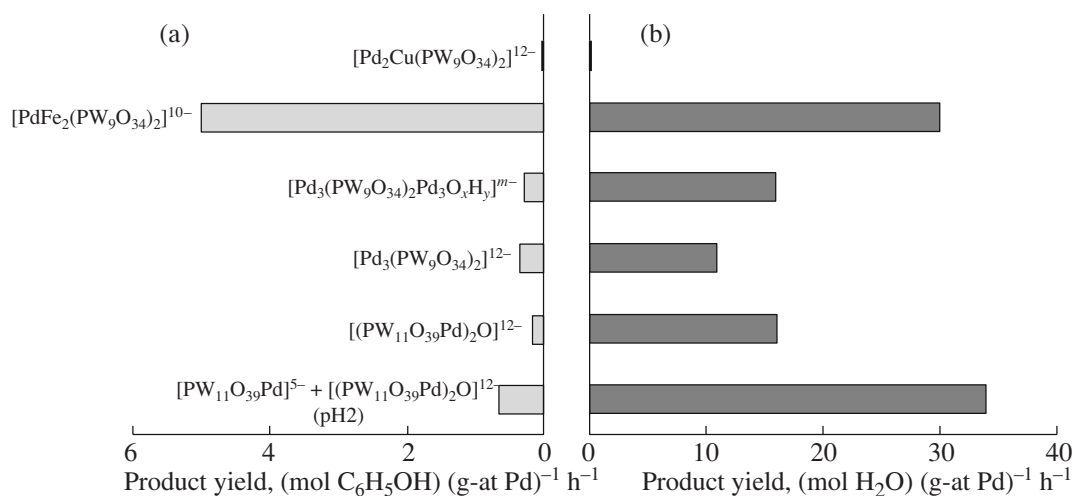 (a) (b)
[Pd₂Cu(PW₉O₃₄)₂]¹²⁻
[PdFe₂(PW₉O₃₄)₂]¹⁰⁻
[Pd₃(PW₉O₃₄)₂Pd₃OₓHᵧ]ᵐ⁻
[Pd₃(PW₉O₃₄)₂]¹²⁻
[(PW₁₁O₃₉Pd)₂O]¹²⁻
[PW₁₁O₃₉Pd]⁵⁻ + [(PW₁₁O₃₉Pd)₂O]¹²⁻
(pH2)
6 4 2 0 0 10 20 30 40
Product yield, (mol C₆H₅OH) (g-at Pd)⁻¹ h⁻¹ Product yield, (mol H₂O) (g-at Pd)⁻¹ h⁻¹